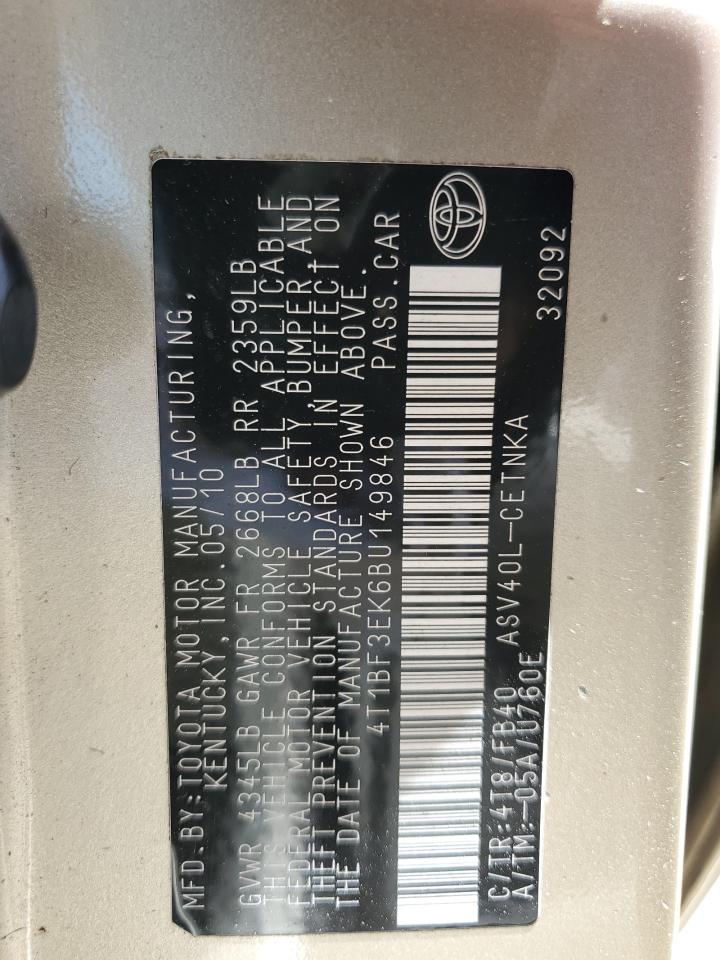 MFD. BY: TOYOTA MOTOR MANUFACTURING,
KENTUCKY, INC. 05/10
GVWR 4345LB GAWR FR 2668LB RR 2359LB
THIS VEHICLE CONFORMS TO ALL APPLICABLE
FEDERAL MOTOR VEHICLE SAFETY, BUMPER, AND
THEFT PREVENTION STANDARDS IN EFFECT ON
THE DATE OF MANUFACTURE SHOWN ABOVE.
4T1BF3EK6BU149846 PASS.CAR
C/TR:4T8/FB40 ASV40L-CETNKA
A/TM:-05A/U760E 32092